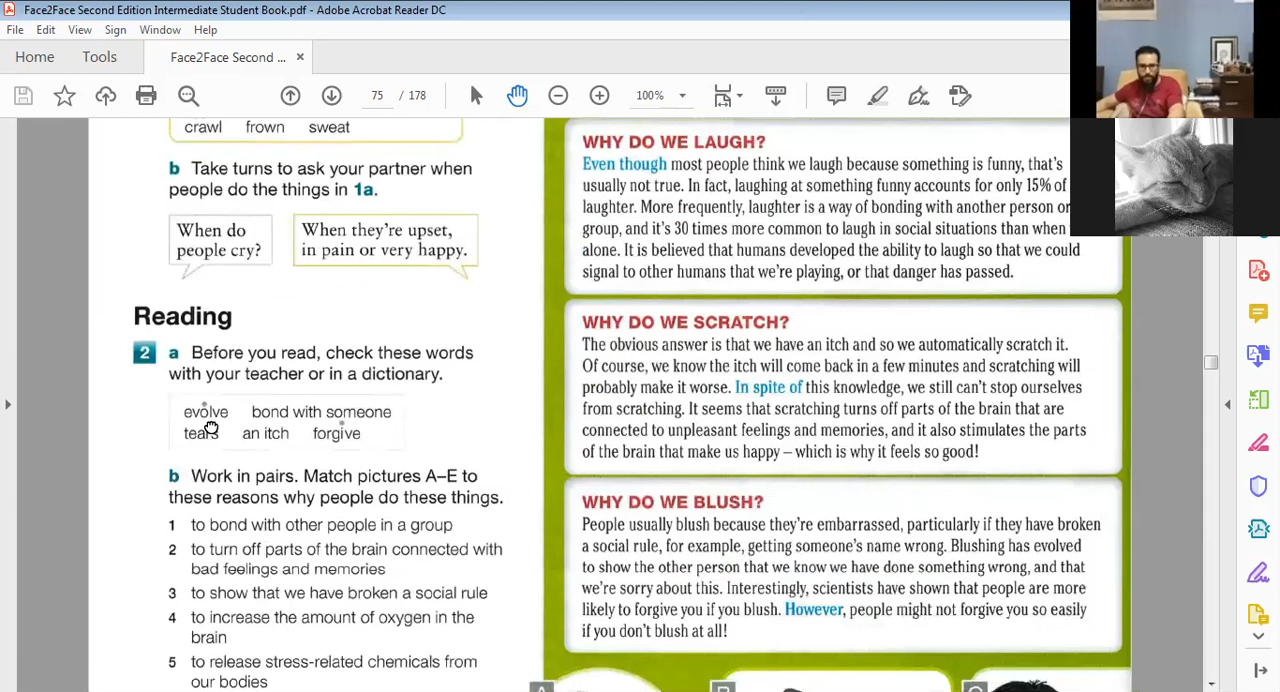 Face2Face Second Edition Intermediate Student Book.pdf - Adobe Acrobat Reader DC
File Edit View Sign Window Help
Home Tools Face2Face Second ... ×
75 / 178 100%
crawl frown sweat
b Take turns to ask your partner when
people do the things in 1a.
When do
people cry?
When they're upset,
in pain or very happy.
Reading
2 a Before you read, check these words
with your teacher or in a dictionary.
evolve bond with someone
tears an itch forgive
b Work in pairs. Match pictures A–E to
these reasons why people do these things.
1 to bond with other people in a group
2 to turn off parts of the brain connected with
bad feelings and memories
3 to show that we have broken a social rule
4 to increase the amount of oxygen in the
brain
5 to release stress-related chemicals from
our bodies
WHY DO WE LAUGH?
Even though most people think we laugh because something is funny, that's
usually not true. In fact, laughing at something funny accounts for only 15% of
laughter. More frequently, laughter is a way of bonding with another person or
group, and it's 30 times more common to laugh in social situations than when
alone. It is believed that humans developed the ability to laugh so that we could
signal to other humans that we're playing, or that danger has passed.
WHY DO WE SCRATCH?
The obvious answer is that we have an itch and so we automatically scratch it.
Of course, we know the itch will come back in a few minutes and scratching will
probably make it worse. In spite of this knowledge, we still can't stop ourselves
from scratching. It seems that scratching turns off parts of the brain that are
connected to unpleasant feelings and memories, and it also stimulates the parts
of the brain that make us happy – which is why it feels so good!
WHY DO WE BLUSH?
People usually blush because they're embarrassed, particularly if they have broken
a social rule, for example, getting someone's name wrong. Blushing has evolved
to show the other person that we know we have done something wrong, and that
we're sorry about this. Interestingly, scientists have shown that people are more
likely to forgive you if you blush. However, people might not forgive you so easily
if you don't blush at all!
A B C